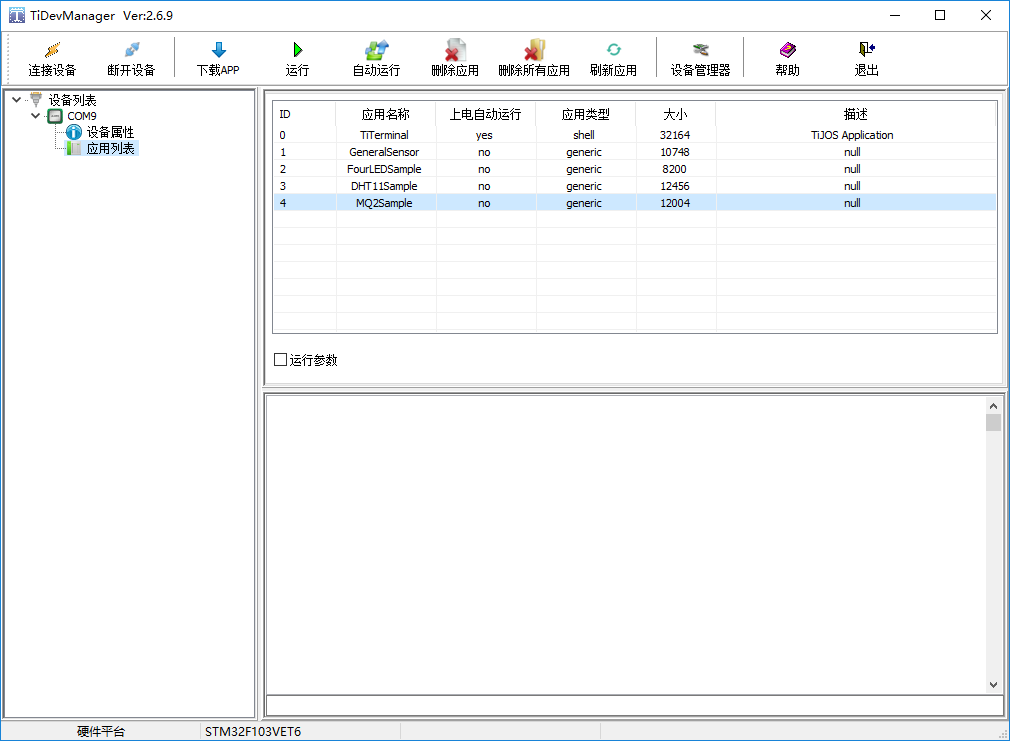 TiDevManager Ver:2.6.9
连接设备 断开设备 下载APP 运行 自动运行 删除应用 删除所有应用 刷新应用 设备管理器 帮助 退出
设备列表
COM9
设备属性
应用列表
ID 应用名称 上电自动运行 应用类型 大小 描述
0 TiTerminal yes shell 32164 TiJOS Application
1 GeneralSensor no generic 10748 null
2 FourLEDSample no generic 8200 null
3 DHT11Sample no generic 12456 null
4 MQ2Sample no generic 12004 null
运行参数
硬件平台 STM32F103VET6